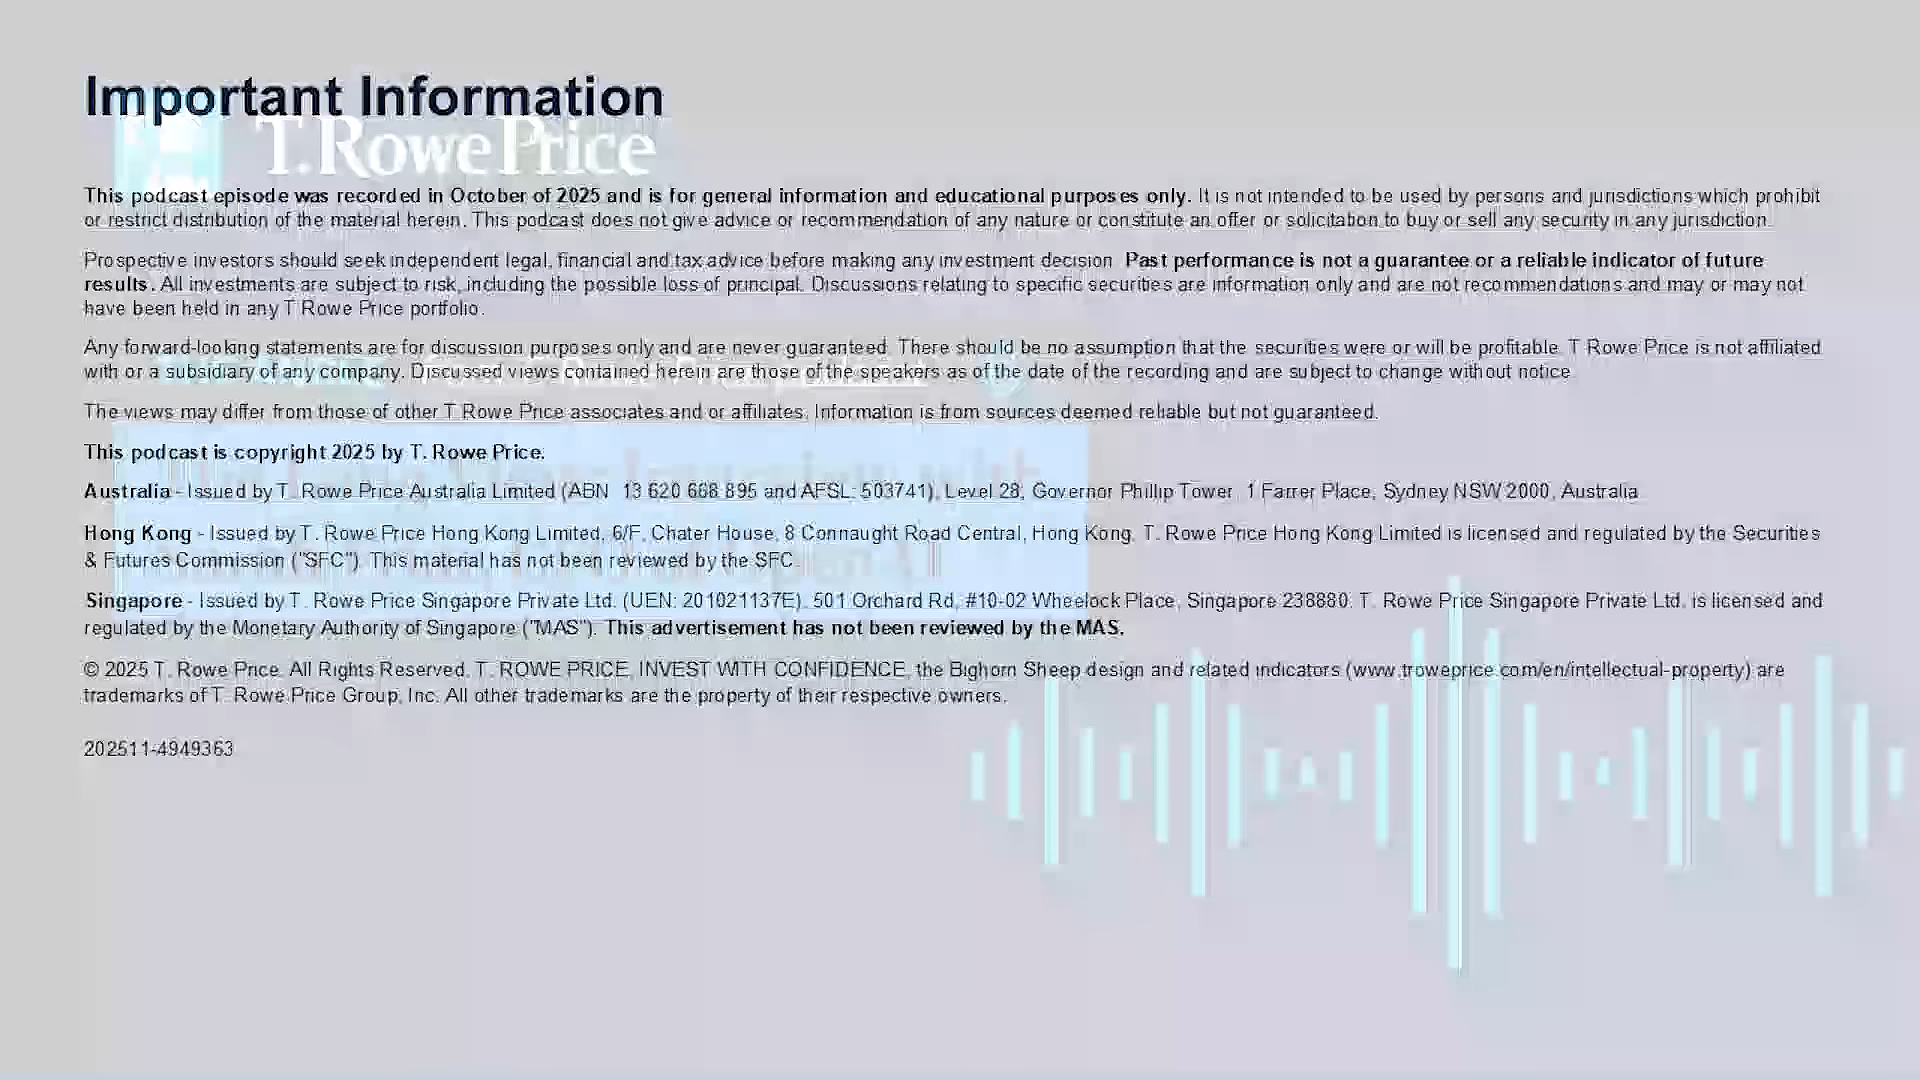 Important Information
T.RowePrice
This podcast episode was recorded in October of 2025 and is for general information and educational purposes only. It is not intended to be used by persons and jurisdictions which prohibit
or restrict distribution of the material herein. This podcast does not give advice or recommendation of any nature or constitute an offer or solicitation to buy or sell any security in any jurisdiction.
Prospective investors should seek independent legal, financial and tax advice before making any investment decision. Past performance is not a guarantee or a reliable indicator of future
results. All investments are subject to risk, including the possible loss of principal. Discussions relating to specific securities are information only and are not recommendations and may or may not
have been held in any T Rowe Price portfolio.
Any forward-looking statements are for discussion purposes only and are never guaranteed. There should be no assumption that the securities were or will be profitable. T Rowe Price is not affiliated
with or a subsidiary of any company. Discussed views contained herein are those of the speakers as of the date of the recording and are subject to change without notice.
The views may differ from those of other T Rowe Price associates and or affiliates. Information is from sources deemed reliable but not guaranteed.
This podcast is copyright 2025 by T. Rowe Price.
Australia - Issued by T. Rowe Price Australia Limited (ABN: 13 620 668 895 and AFSL: 503741), Level 28, Governor Phillip Tower, 1 Farrer Place, Sydney NSW 2000, Australia.
Hong Kong - Issued by T. Rowe Price Hong Kong Limited, 6/F, Chater House, 8 Connaught Road Central, Hong Kong. T. Rowe Price Hong Kong Limited is licensed and regulated by the Securities
& Futures Commission ("SFC"). This material has not been reviewed by the SFC.
Singapore - Issued by T. Rowe Price Singapore Private Ltd. (UEN: 201021137E), 501 Orchard Rd, #10-02 Wheelock Place, Singapore 238880. T. Rowe Price Singapore Private Ltd. is licensed and
regulated by the Monetary Authority of Singapore ("MAS"). This advertisement has not been reviewed by the MAS.
© 2025 T. Rowe Price. All Rights Reserved. T. ROWE PRICE, INVEST WITH CONFIDENCE, the Bighorn Sheep design and related indicators (www.troweprice.com/en/intellectual-property) are
trademarks of T. Rowe Price Group, Inc. All other trademarks are the property of their respective owners.
202511-4949363